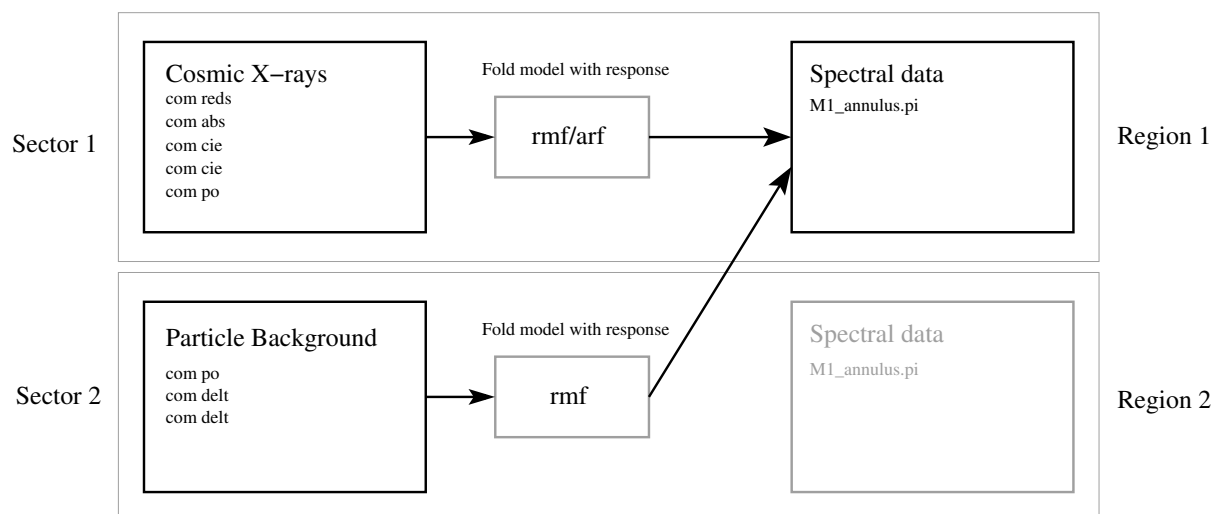 Sector 1
Cosmic X−rays
com reds
com abs
com cie
com cie
com po
Fold model with response
rmf/arf
Spectral data
M1_annulus.pi
Region 1
Sector 2
Particle Background
com po
com delt
com delt
Fold model with response
rmf
Spectral data
M1_annulus.pi
Region 2